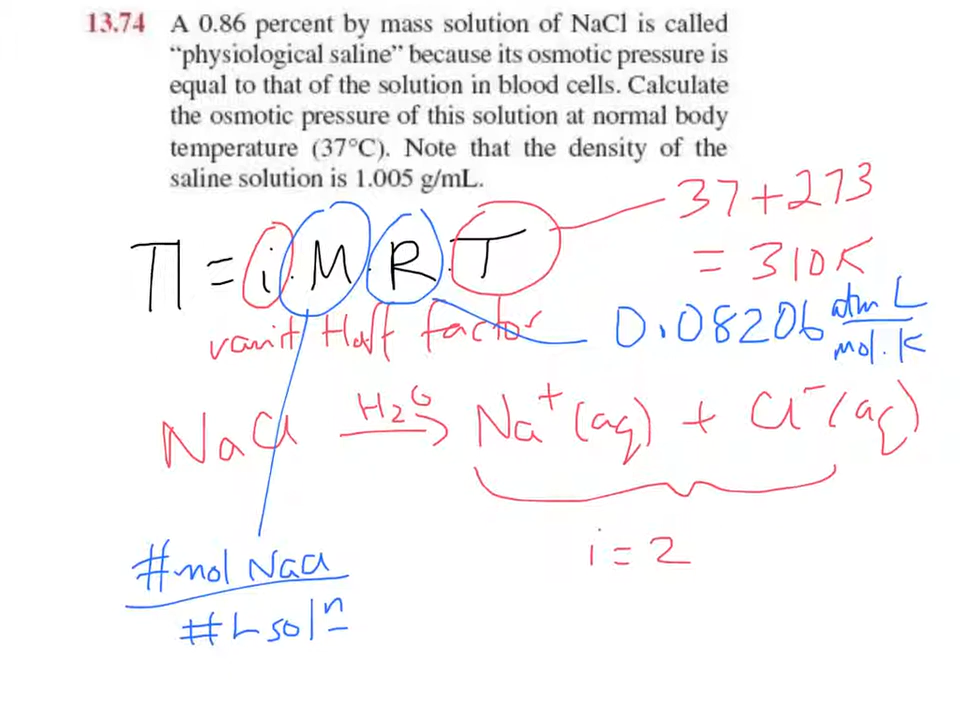 13.74 A 0.86 percent by mass solution of NaCl is called
“physiological saline” because its osmotic pressure is
equal to that of the solution in blood cells. Calculate
the osmotic pressure of this solution at normal body
temperature (37°C). Note that the density of the
saline solution is 1.005 g/mL.
37+273
= 310K
Π = i·M·R·T
0.08206 atm L / mol·K
van't Hoff factor
NaCl H₂O → Na⁺(aq) + Cl⁻(aq)
i = 2
#mol NaCl
#L solⁿ